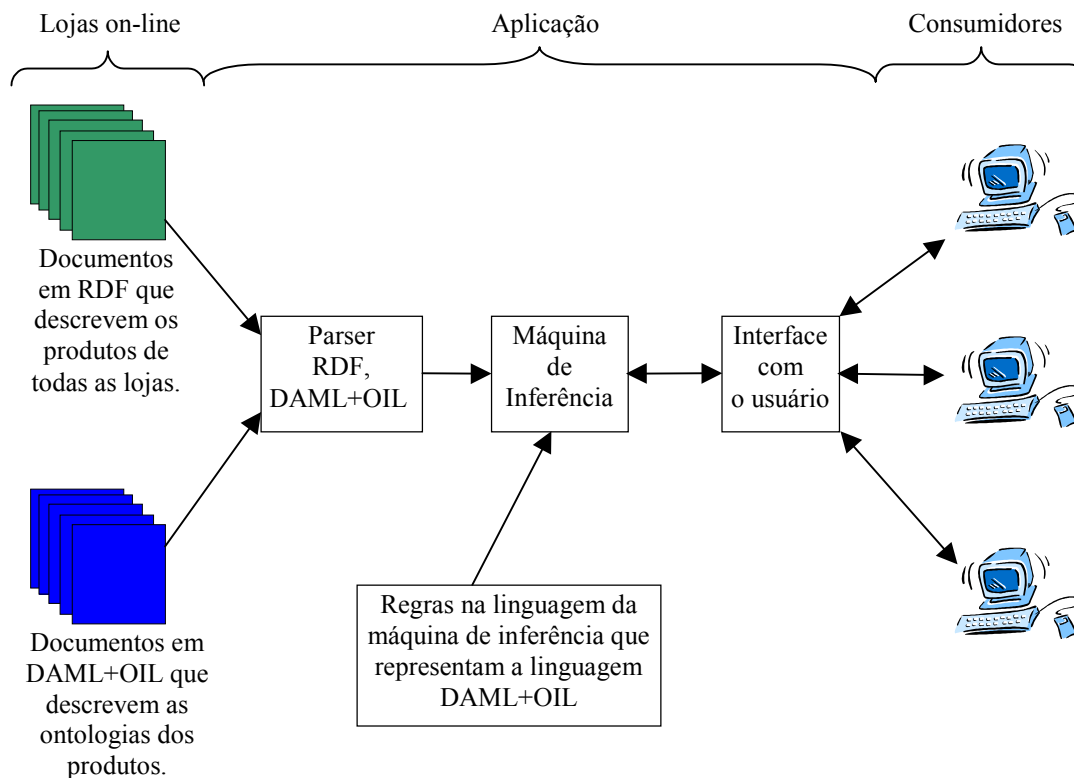 Lojas on-line
Aplicação
Consumidores
Documentos
em RDF que
descrevem os
produtos de
todas as lojas.
Parser
RDF,
DAML+OIL
Máquina
de
Inferência
Interface
com
o usuário
Regras na linguagem da
máquina de inferência que
representam a linguagem
DAML+OIL
Documentos em
DAML+OIL que
descrevem as
ontologias dos
produtos.